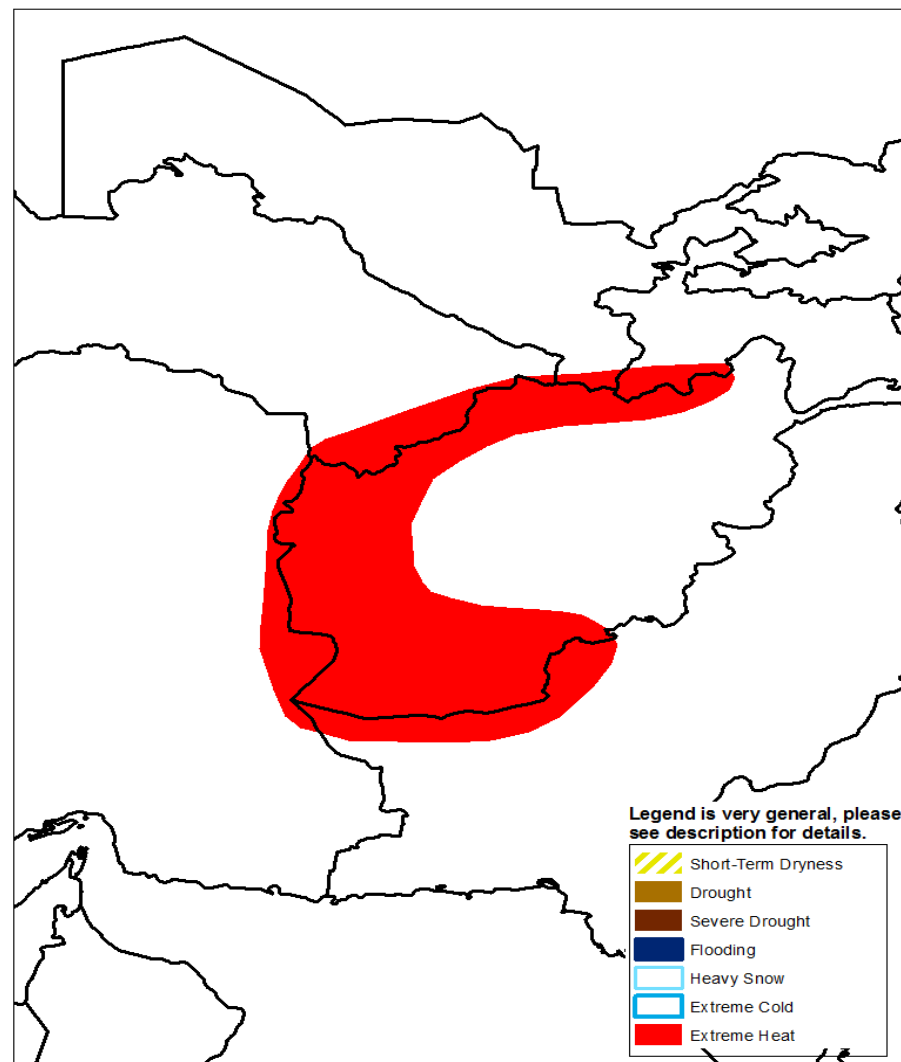 Legend is very general, please
see description for details.
Short-Term Dryness
Drought
Severe Drought
Flooding
Heavy Snow
Extreme Cold
Extreme Heat